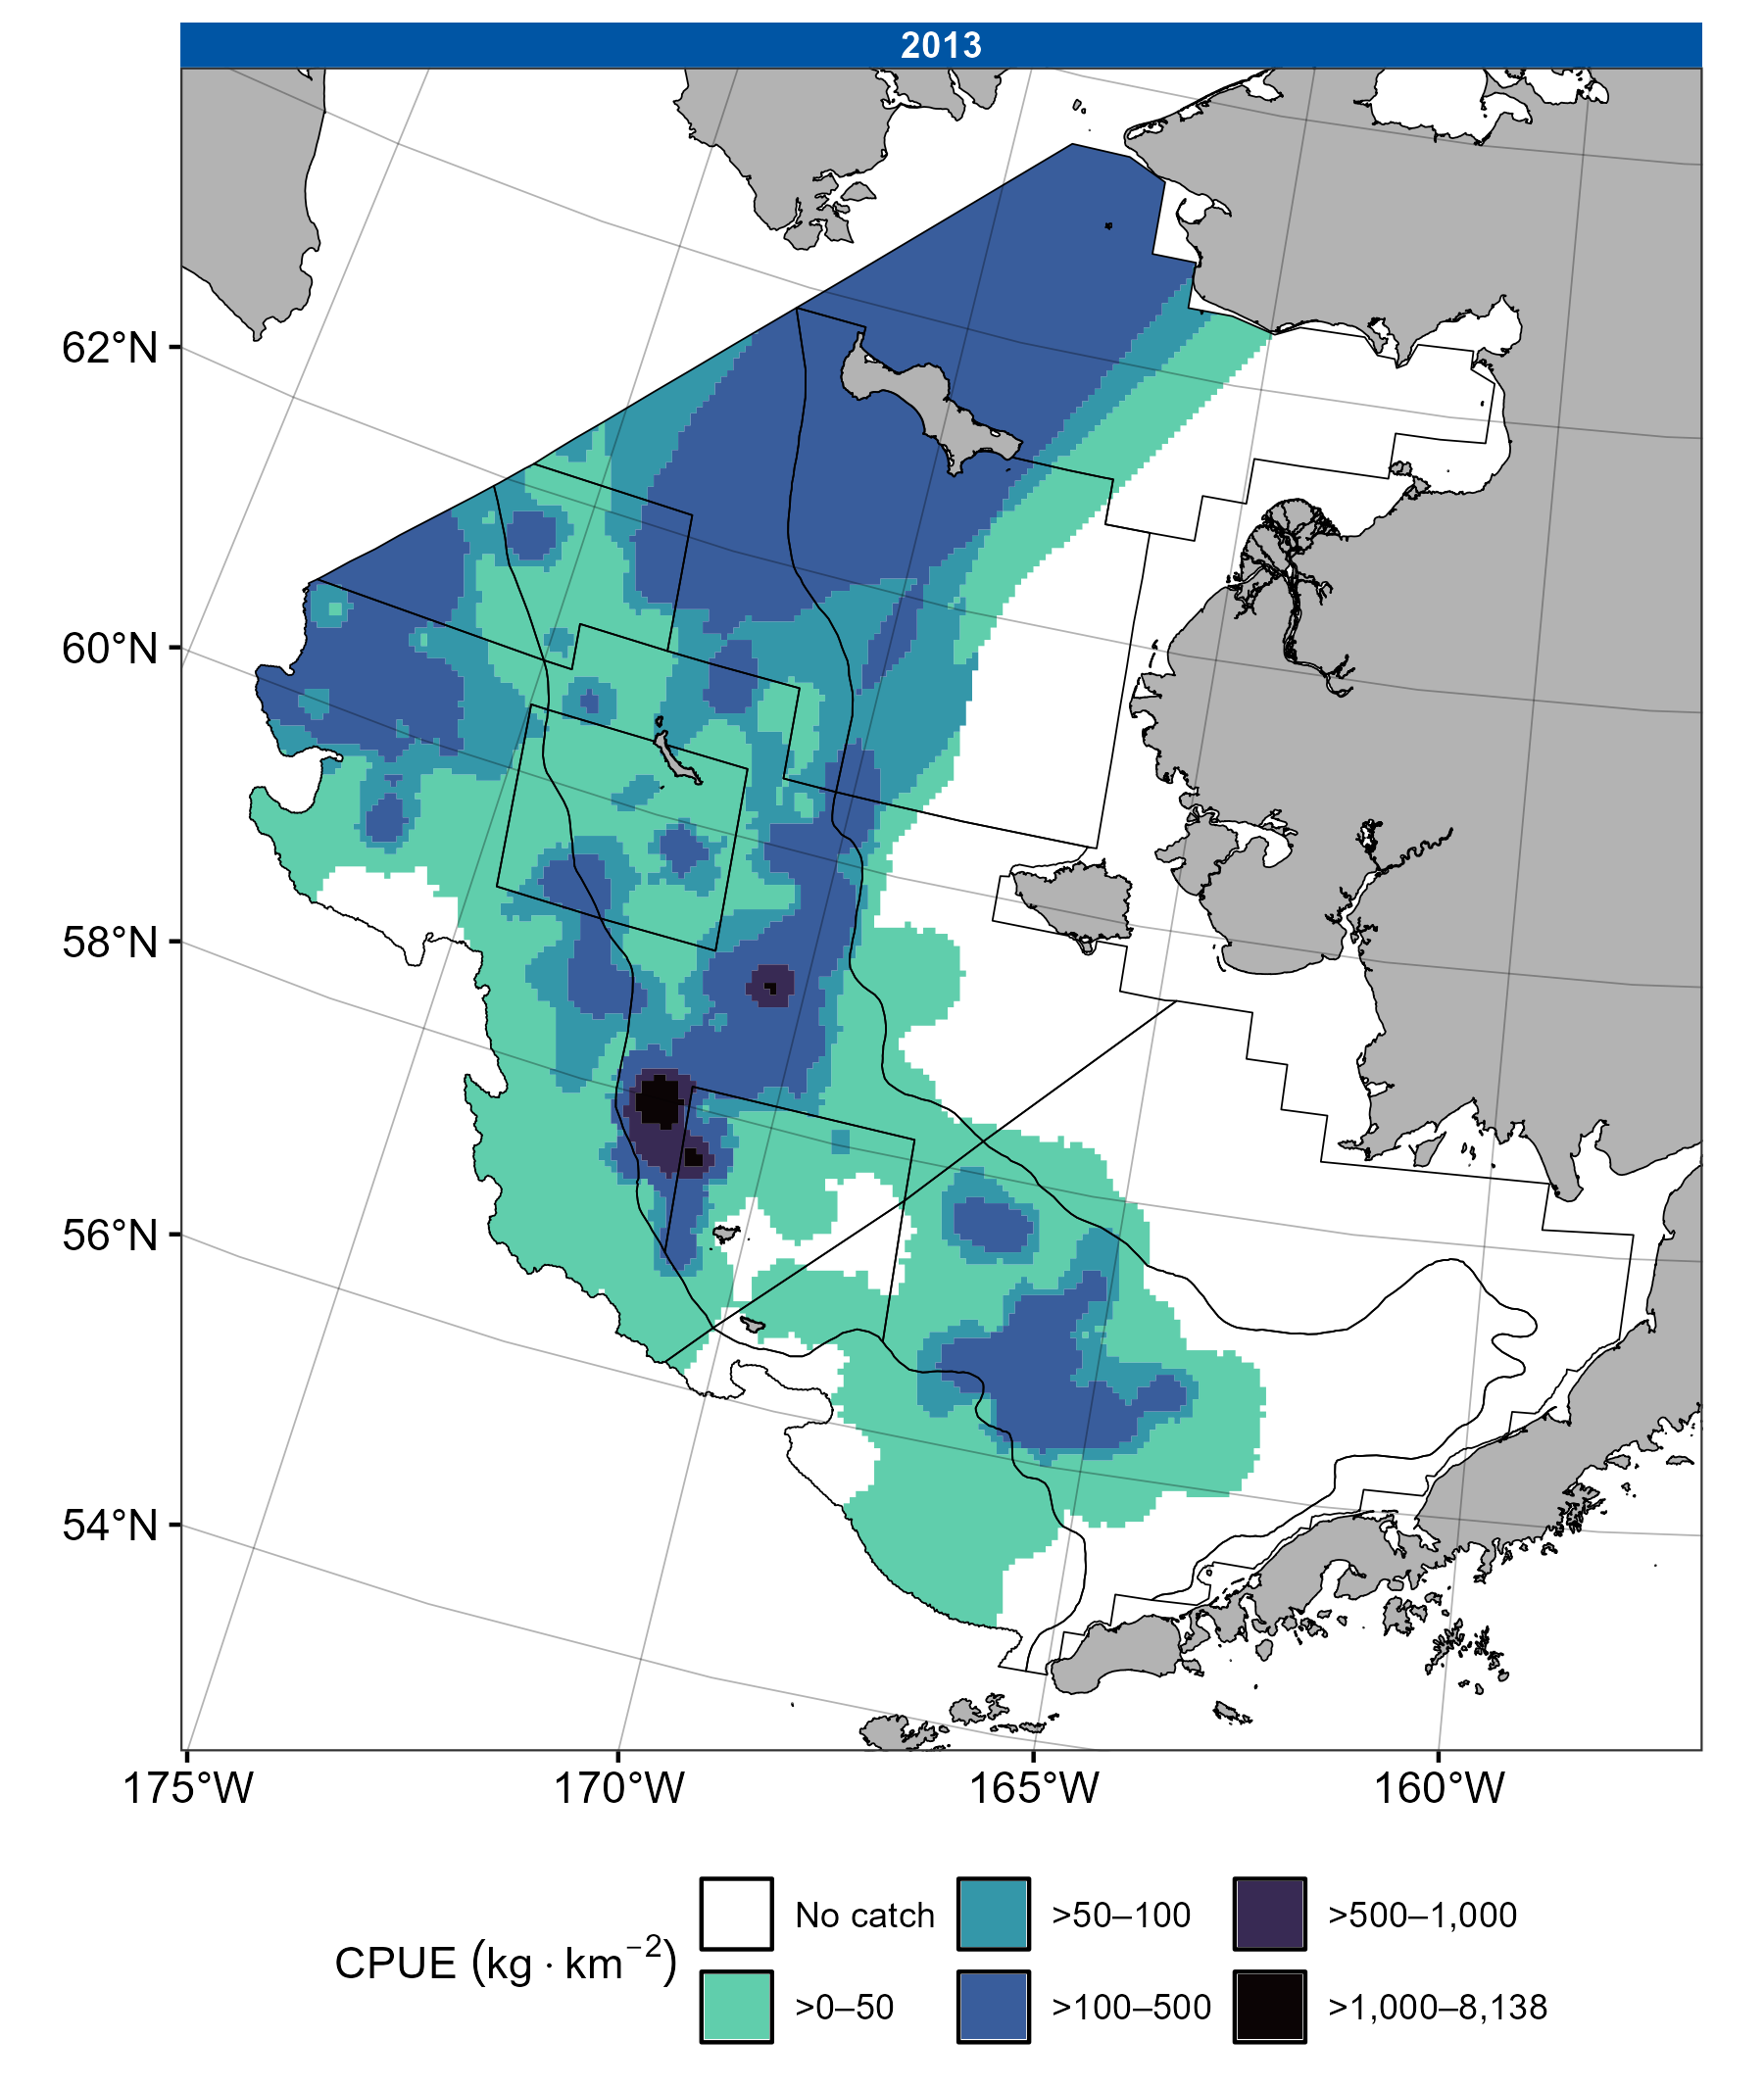 2013
62°N
60°N
58°N
56°N
54°N
175°W 170°W 165°W 160°W
CPUE (kg · km⁻²)
No catch >50–100 >500–1,000
>0–50 >100–500 >1,000–8,138